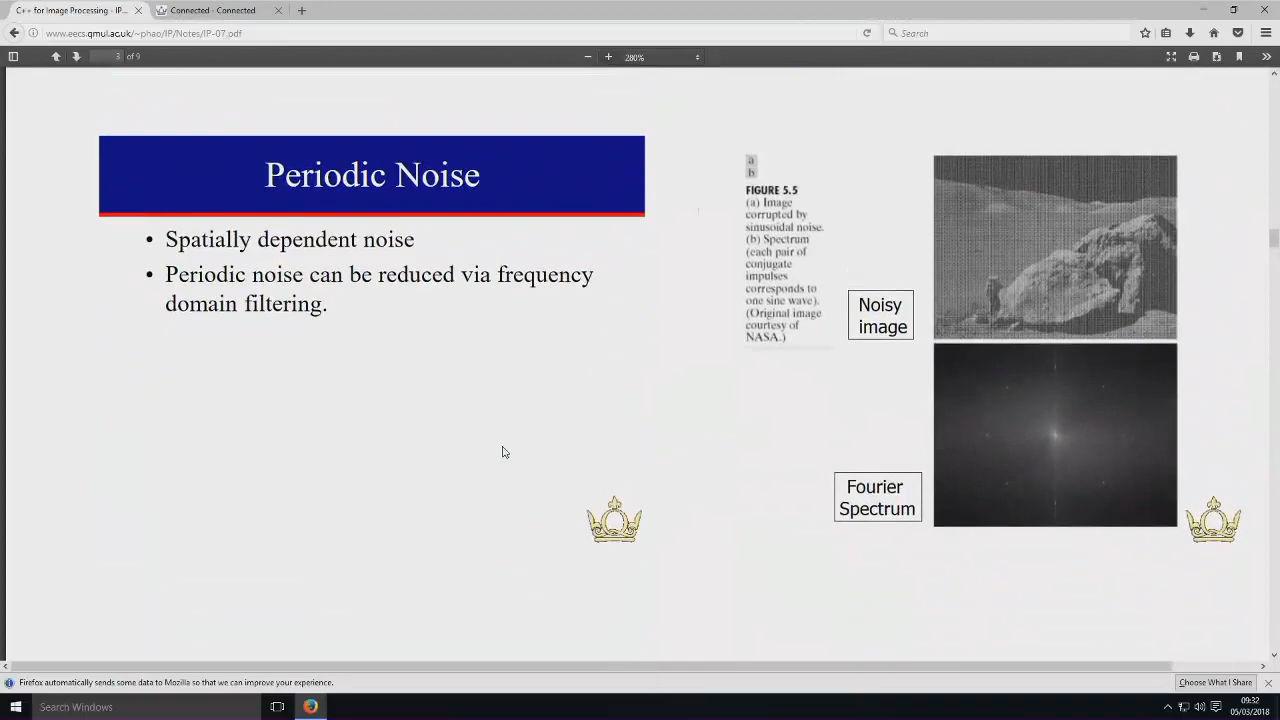 C++ for Image Processing - IP...
Connected - Connected
www.eecs.qmul.ac.uk/~phao/IP/Notes/IP-07.pdf
Search
3 of 9
280%
Periodic Noise
• Spatially dependent noise
• Periodic noise can be reduced via frequency
domain filtering.
a
b
FIGURE 5.5
(a) Image
corrupted by
sinusoidal noise.
(b) Spectrum
(each pair of
conjugate
impulses
corresponds to
one sine wave).
(Original image
courtesy of
NASA.)
Noisy
image
Fourier
Spectrum
Firefox automatically sends some data to Mozilla so that we can improve your experience.
Choose What I Share
Search Windows
09:32
05/03/2018